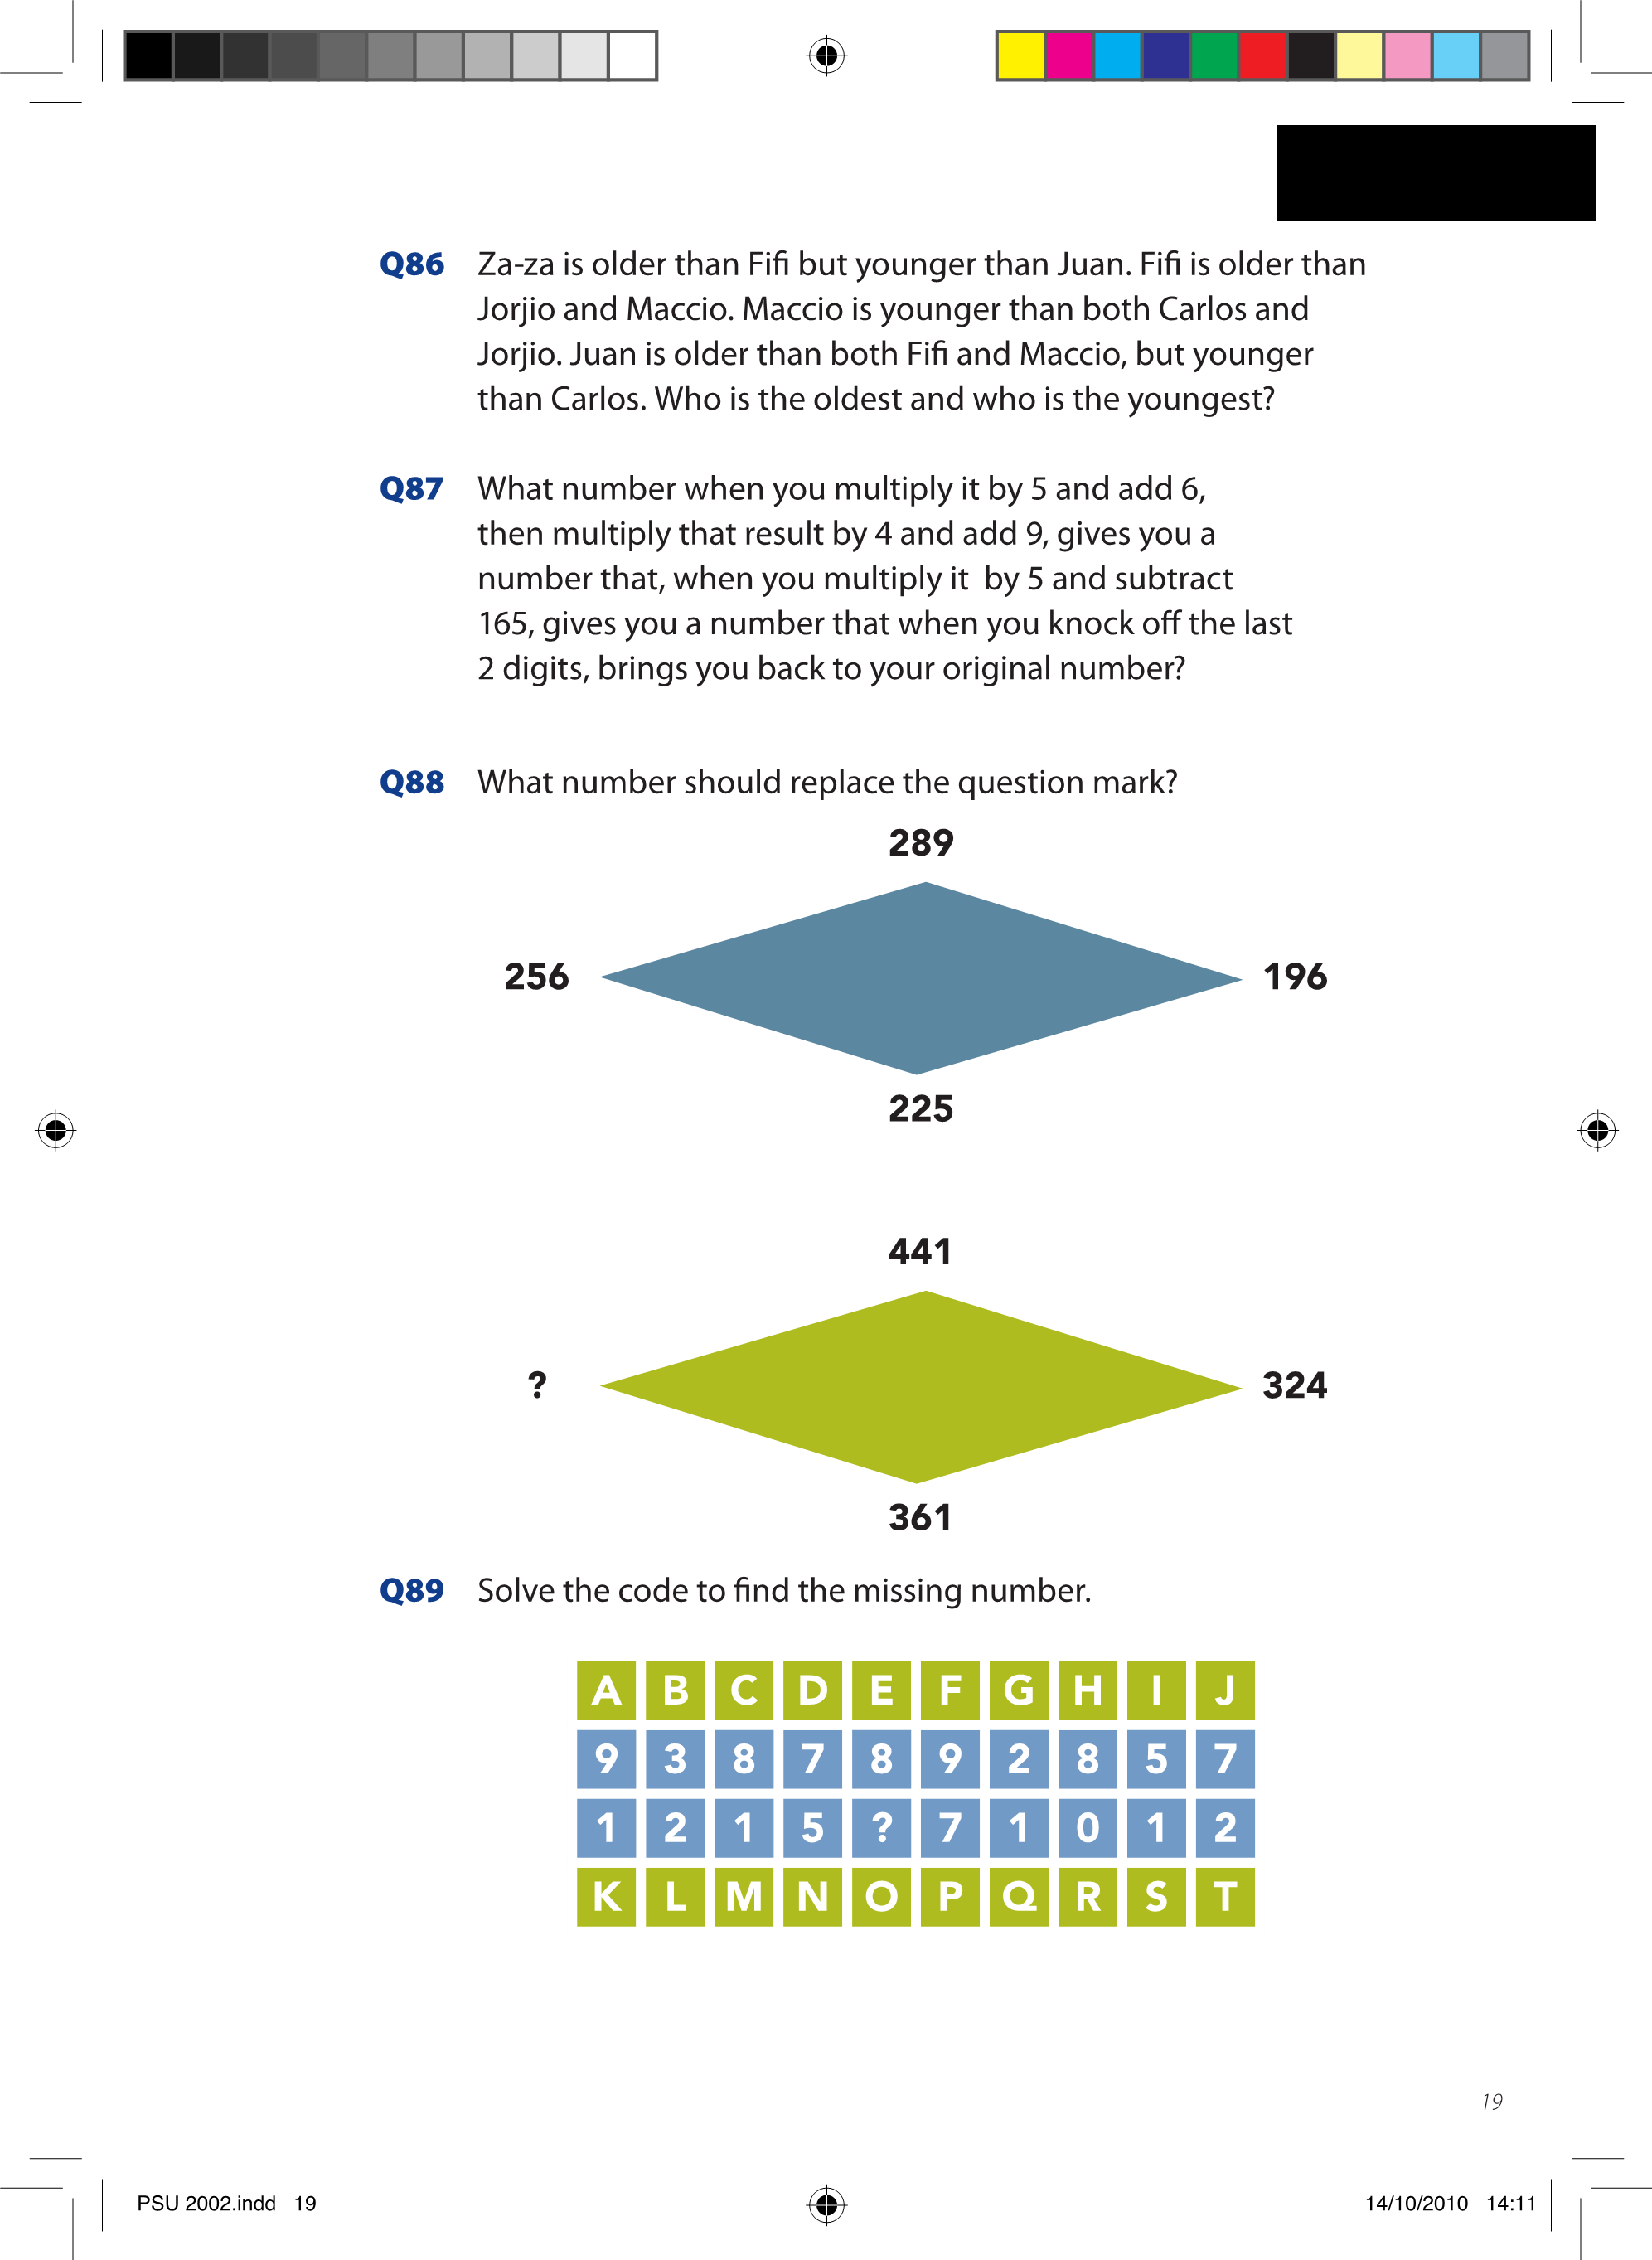 Q86 Za-za is older than Fifi but younger than Juan. Fifi is older than
Jorjio and Maccio. Maccio is younger than both Carlos and
Jorjio. Juan is older than both Fifi and Maccio, but younger
than Carlos. Who is the oldest and who is the youngest?
Q87 What number when you multiply it by 5 and add 6,
then multiply that result by 4 and add 9, gives you a
number that, when you multiply it  by 5 and subtract
165, gives you a number that when you knock off the last
2 digits, brings you back to your original number?
Q88 What number should replace the question mark?
289
256 196
225
441
? 324
361
Q89 Solve the code to find the missing number.
A B C D E F G H I J
9 3 8 7 8 9 2 8 5 7
1 2 1 5 ? 7 1 0 1 2
K L M N O P Q R S T
19
PSU 2002.indd 19 14/10/2010 14:11